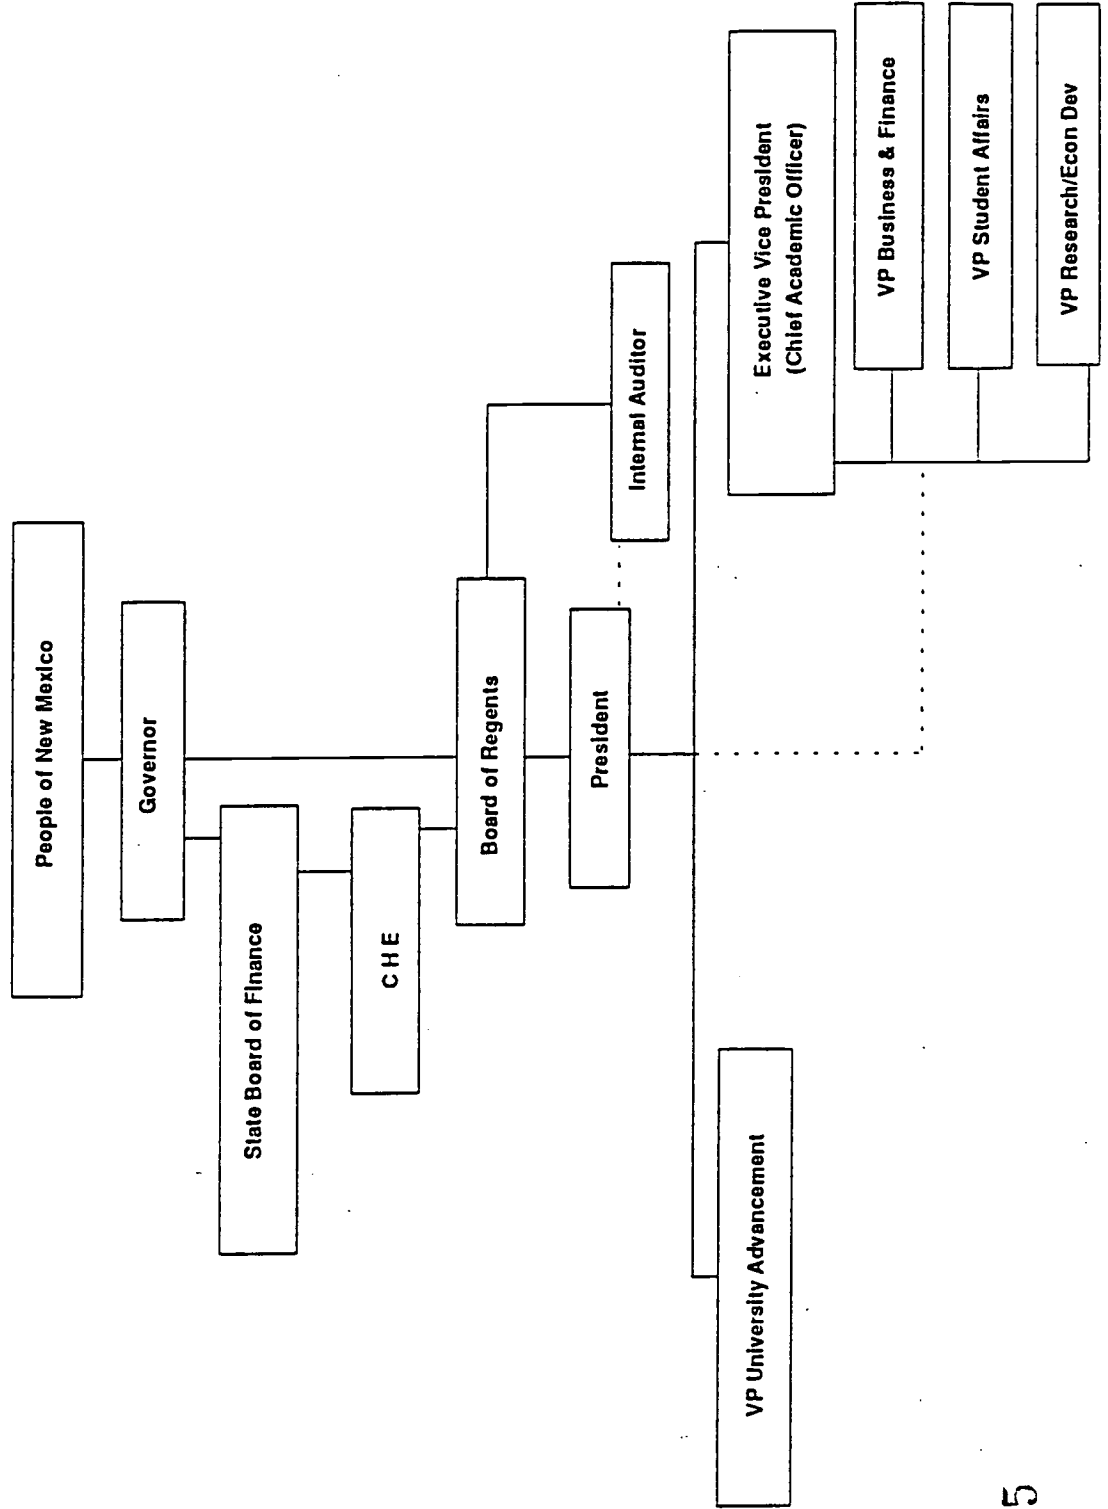 People of New Mexico
Governor
State Board of Finance
C H E
Board of Regents
Internal Auditor
President
VP University Advancement
Executive Vice President
(Chief Academic Officer)
VP Business & Finance
VP Student Affairs
VP Research/Econ Dev
5